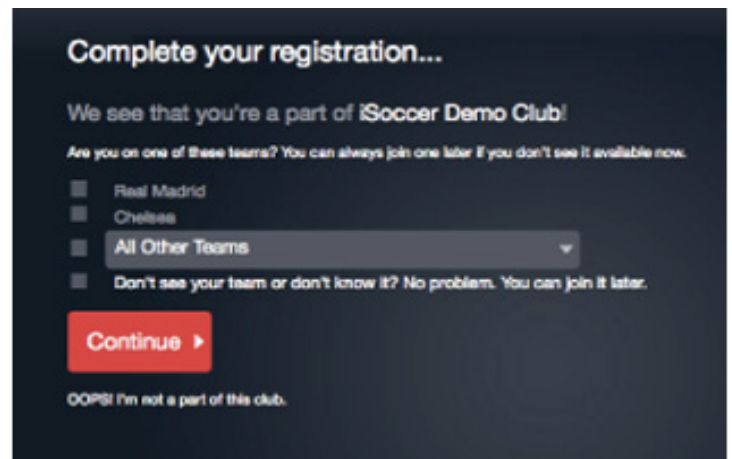 Complete your registration...
We see that you're a part of iSoccer Demo Club!
Are you on one of these teams? You can always join one later if you don't see it available now.
Real Madrid
Chelsea
All Other Teams
Don't see your team or don't know it? No problem. You can join it later.
Continue
OOPS! I'm not a part of this club.